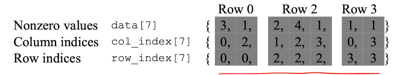 Row 0 Row 2 Row 3
Nonzero values data[7] { 3, 1, 2, 4, 1, 1, 1 }
Column indices col_index[7] { 0, 2, 1, 2, 3, 0, 3 }
Row indices row_index[7] { 0, 0, 2, 2, 2, 3, 3 }